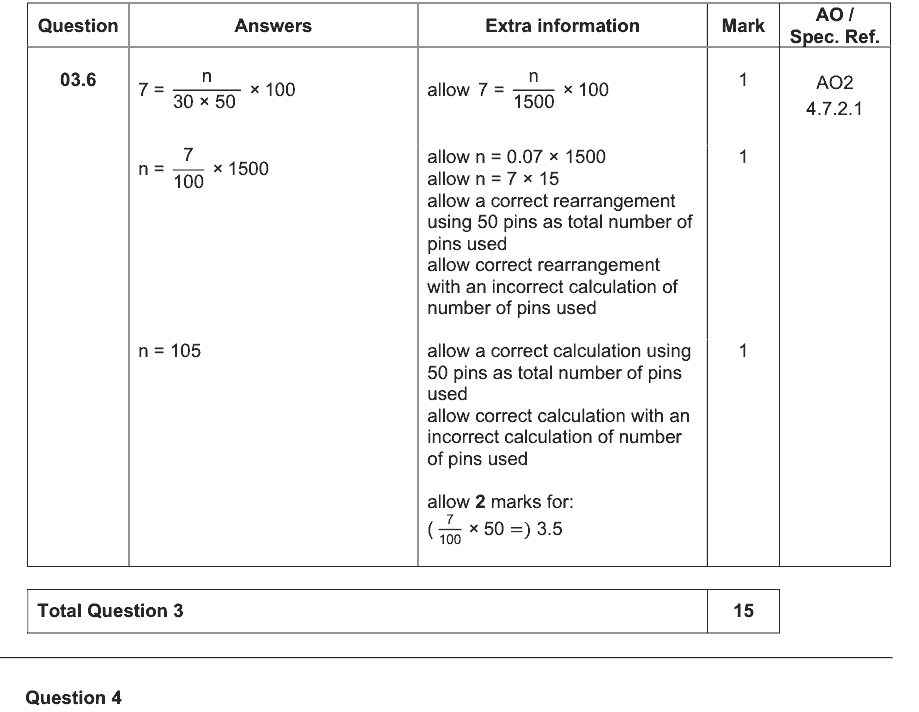 Question Answers Extra information Mark AO / Spec. Ref.
03.6 7 = n / 30 × 50 × 100 allow 7 = n / 1500 × 100 1 AO2
4.7.2.1
n = 7 / 100 × 1500 allow n = 0.07 × 1500 1
allow n = 7 × 15
allow a correct rearrangement
using 50 pins as total number of
pins used
allow correct rearrangement
with an incorrect calculation of
number of pins used
n = 105 allow a correct calculation using 1
50 pins as total number of pins
used
allow correct calculation with an
incorrect calculation of number
of pins used
allow 2 marks for:
( 7 / 100 × 50 =) 3.5
Total Question 3 15
Question 4